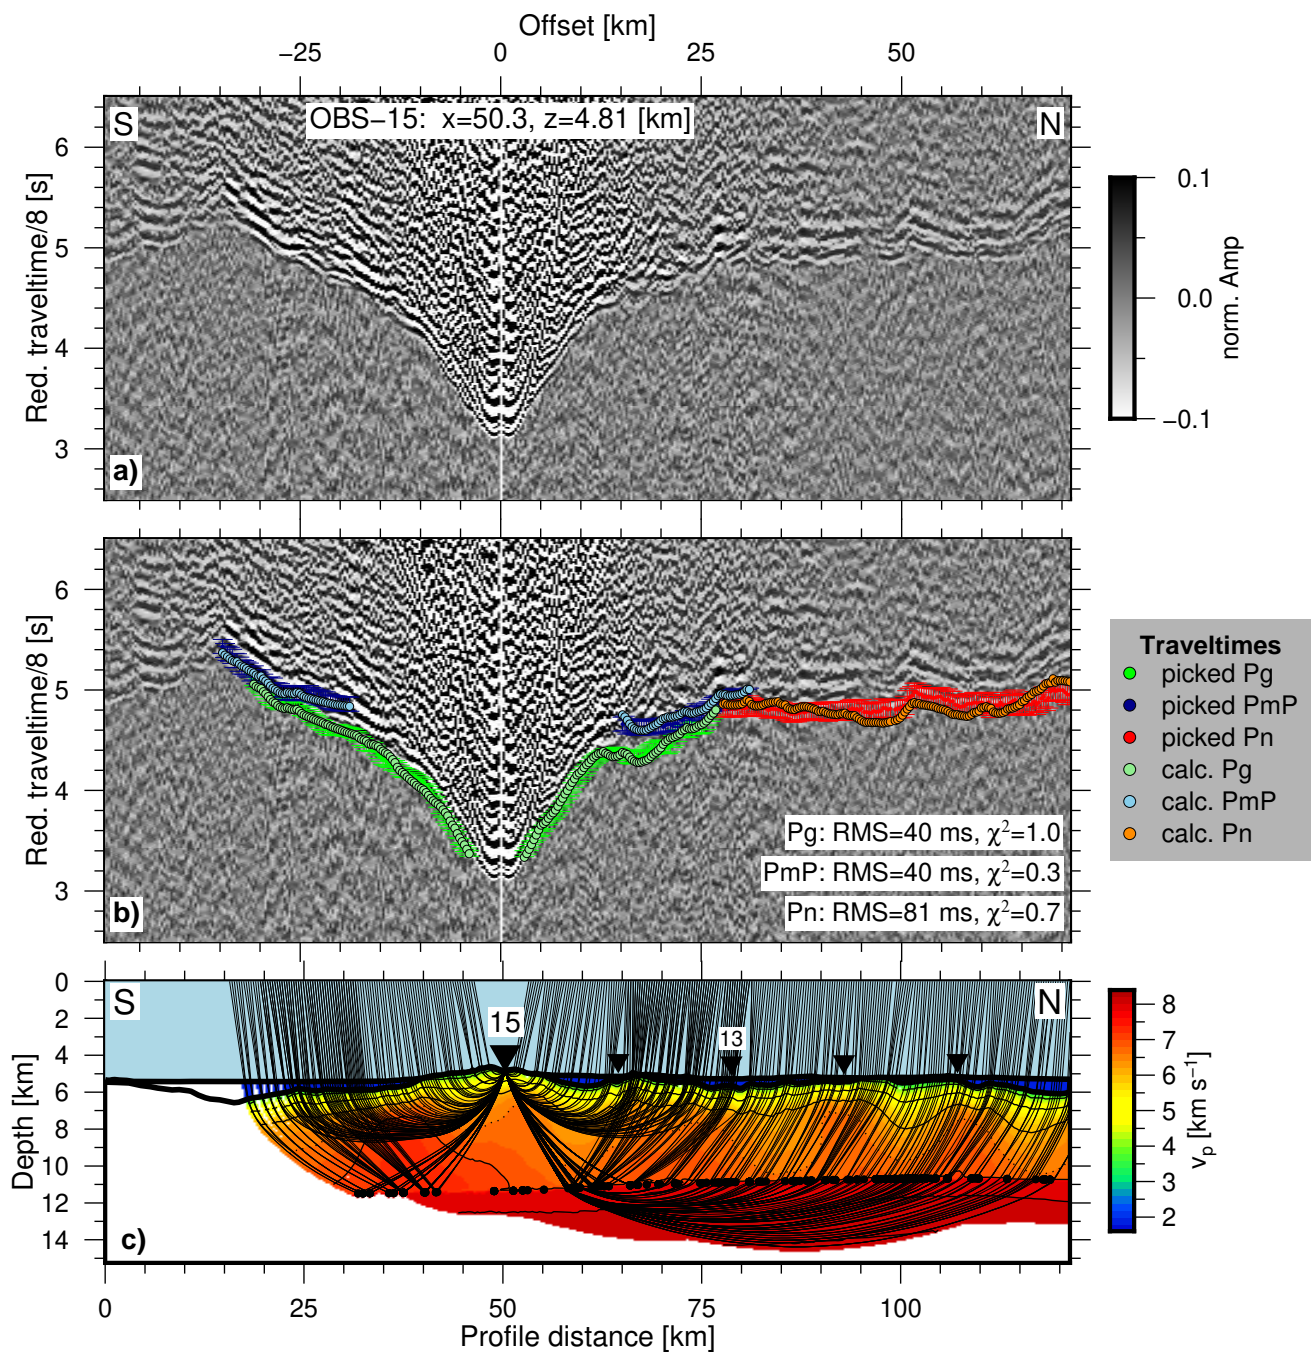 Offset [km]
−25 0 25 50
S
OBS−15: x=50.3, z=4.81 [km]
N
6
5
4
3
Red. traveltime/8 [s]
a)
0.1
0.0
−0.1
norm. Amp
6
5
4
3
Red. traveltime/8 [s]
b)
Pg: RMS=40 ms, χ²=1.0
PmP: RMS=40 ms, χ²=0.3
Pn: RMS=81 ms, χ²=0.7
Traveltimes
picked Pg
picked PmP
picked Pn
calc. Pg
calc. PmP
calc. Pn
S
15
13
N
0
2
4
6
8
10
12
14
Depth [km]
c)
8
7
6
5
4
3
2
vₚ [km s⁻¹]
0 25 50 75 100
Profile distance [km]